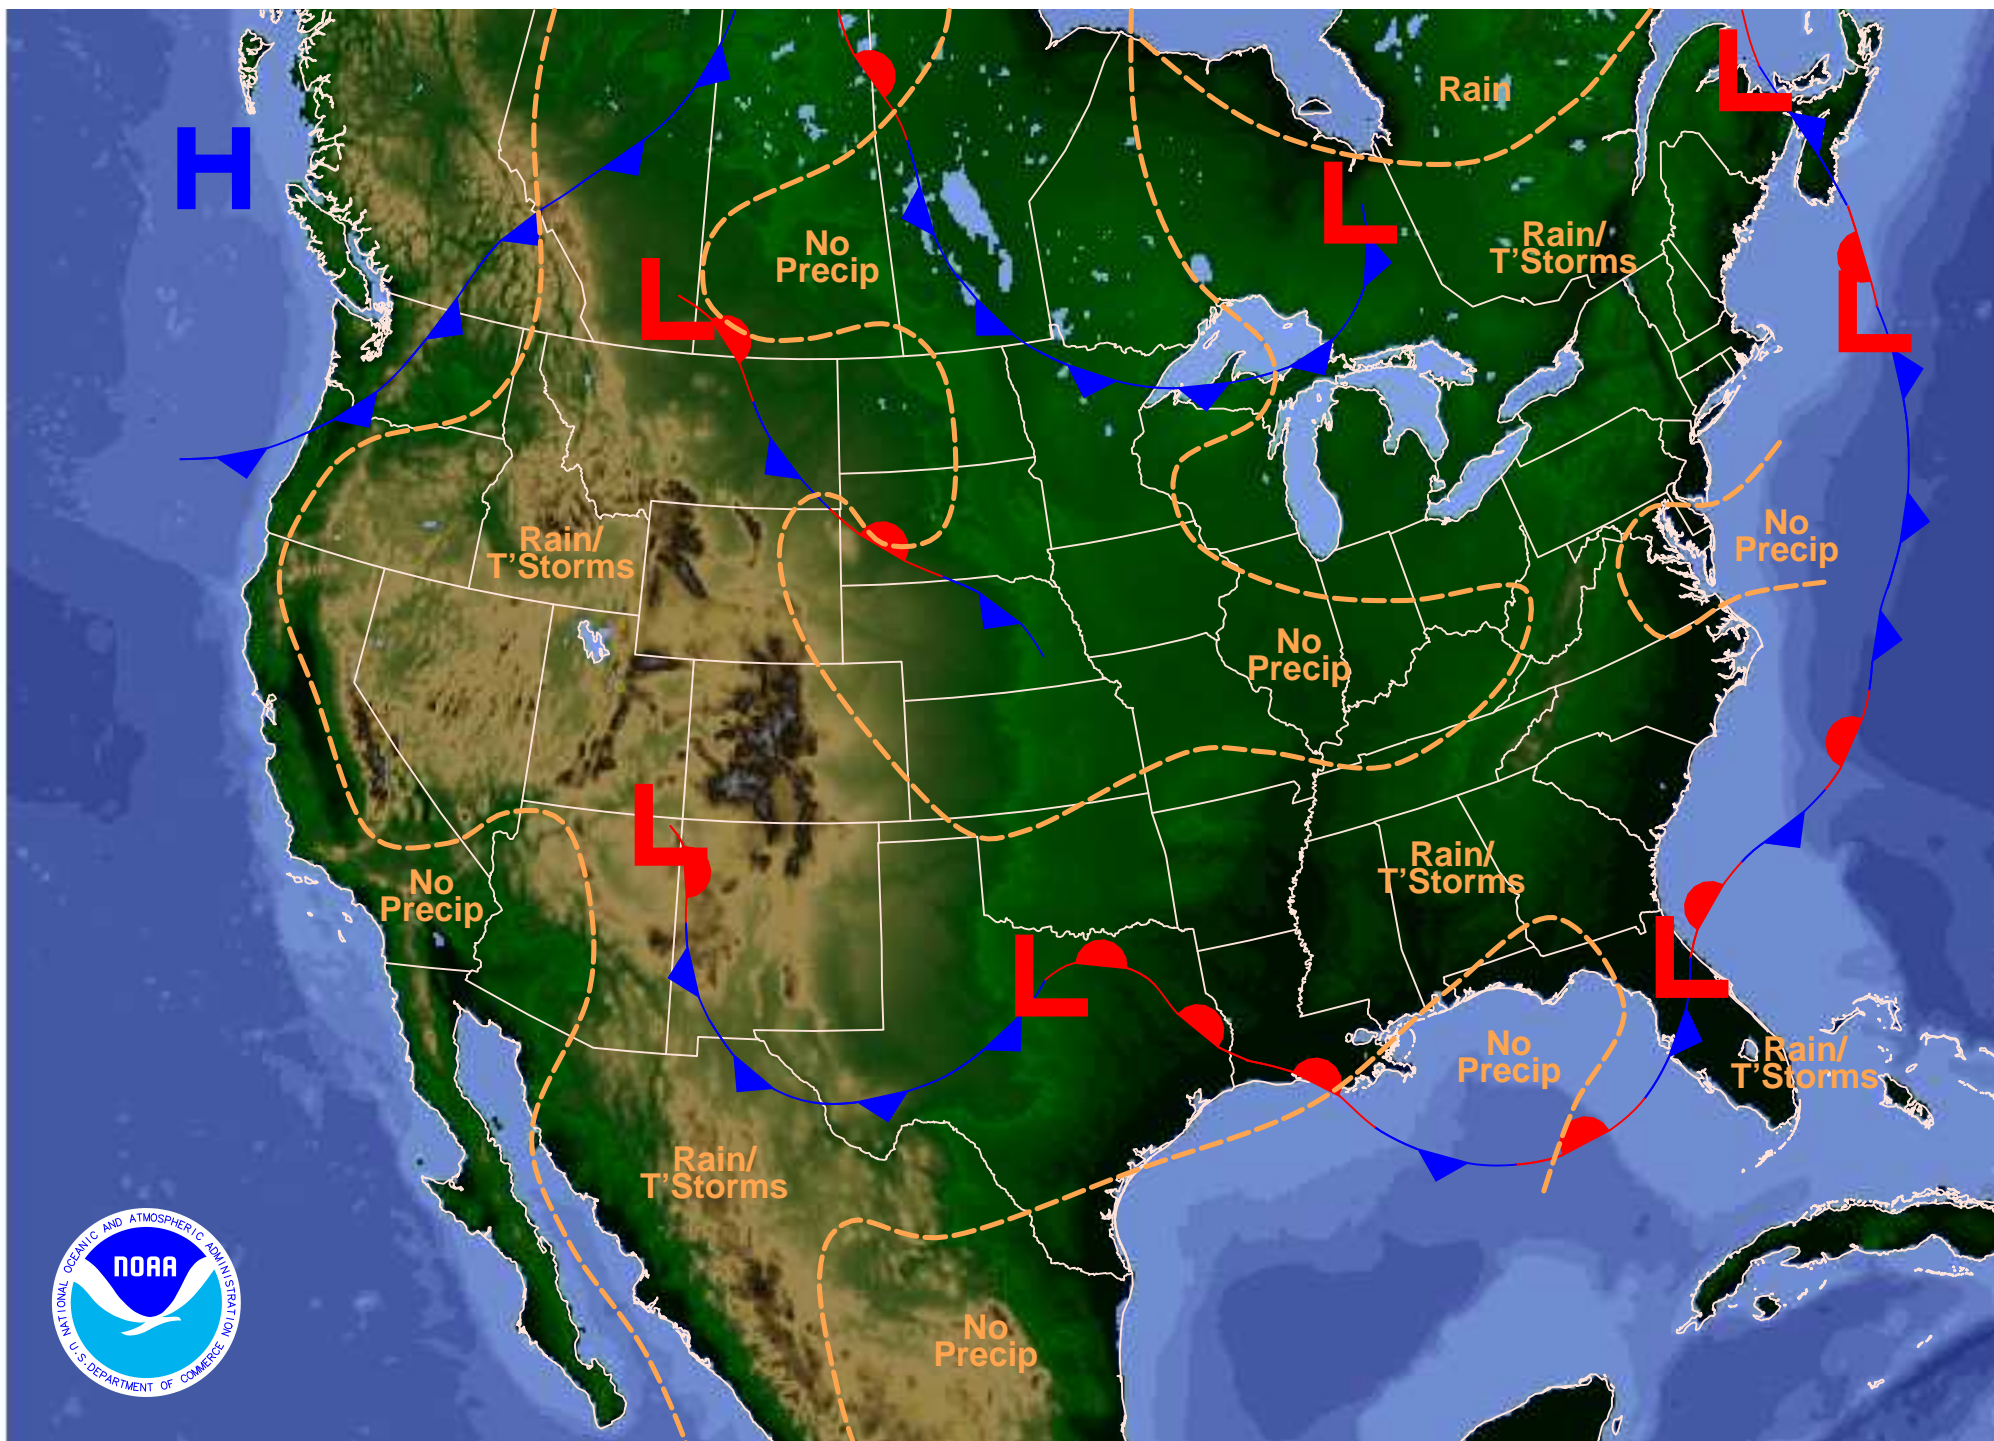 Rain
H
L
L
Rain/
T'Storms
No
Precip
L
L
No
Precip
Rain/
T'Storms
No
Precip
L
Rain/
T'Storms
No
Precip
L
L
No
Precip
Rain/
T'Storms
Rain/
T'Storms
No
Precip
NATIONAL OCEANIC AND ATMOSPHERIC ADMINISTRATION
NOAA
U.S. DEPARTMENT OF COMMERCE